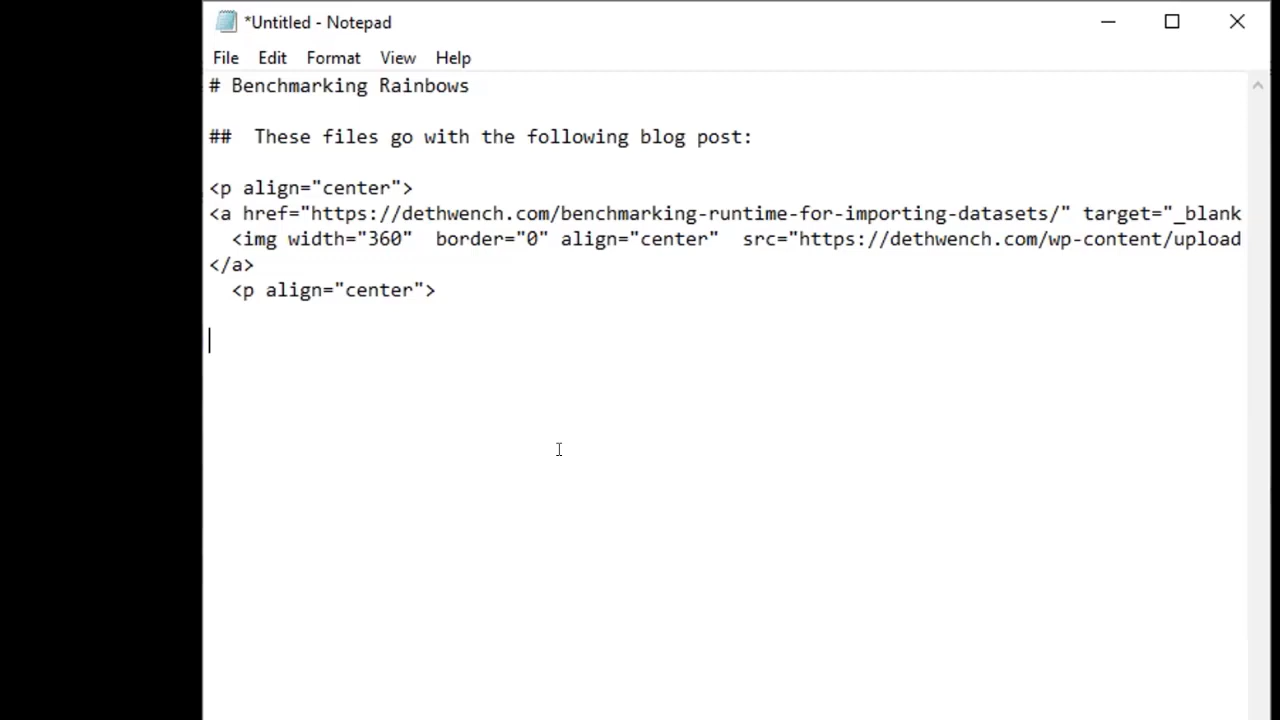 *Untitled - Notepad
File Edit Format View Help
# Benchmarking Rainbows
##  These files go with the following blog post:
<p align="center">
<a href="https://dethwench.com/benchmarking-runtime-for-importing-datasets/" target="_blank
  <img width="360"  border="0" align="center"  src="https://dethwench.com/wp-content/upload
</a>
  <p align="center">